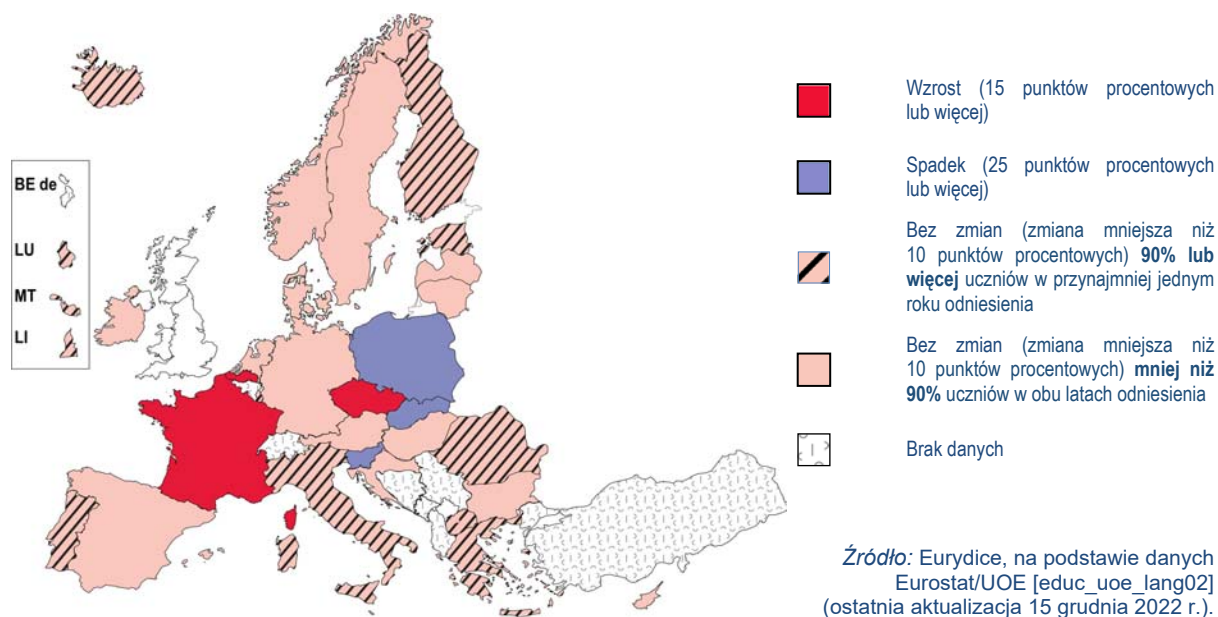 BE de
LU
MT
LI
Wzrost (15 punktów procentowych
lub więcej)
Spadek (25 punktów procentowych
lub więcej)
Bez zmian (zmiana mniejsza niż
10 punktów procentowych) 90% lub
więcej uczniów w przynajmniej jednym
roku odniesienia
Bez zmian (zmiana mniejsza niż
10 punktów procentowych) mniej niż
90% uczniów w obu latach odniesienia
Brak danych
Źródło: Eurydice, na podstawie danych
Eurostat/UOE [educ_uoe_lang02]
(ostatnia aktualizacja 15 grudnia 2022 r.).